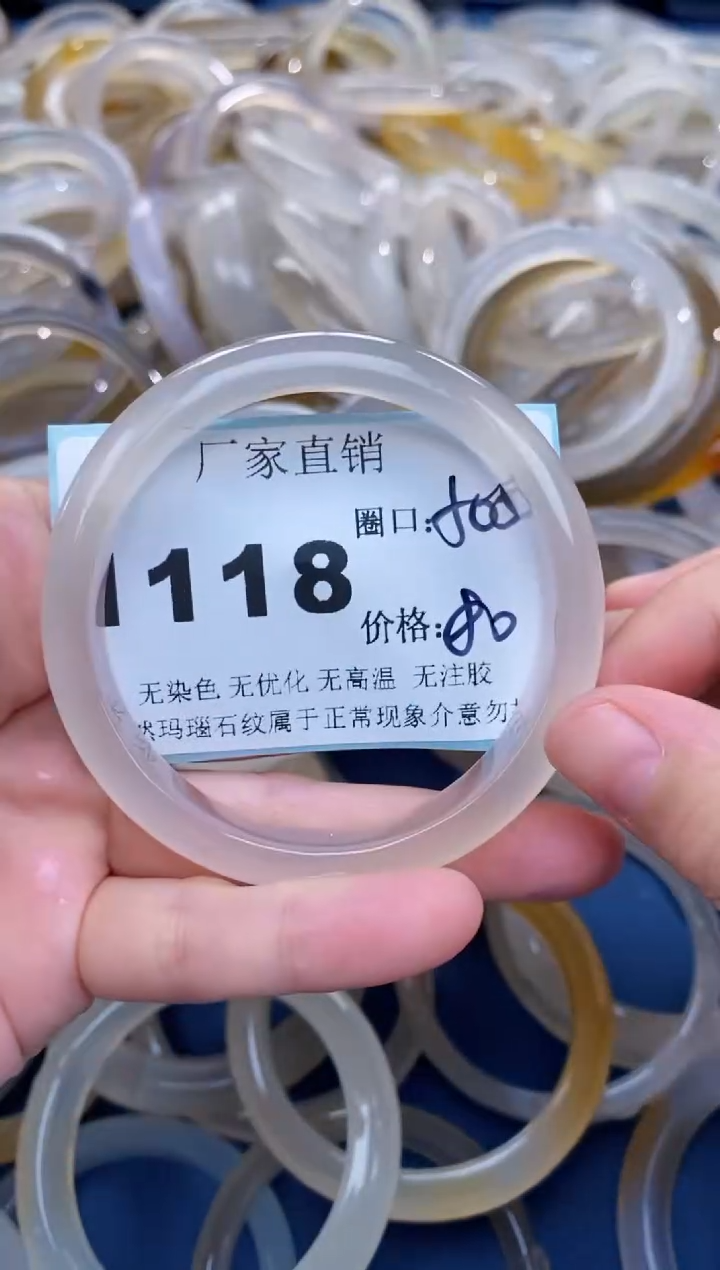 厂家直销
圈口:
1118
价格:
无染色 无优化 无高温 无注胶
然玛瑙石纹属于正常现象介意勿